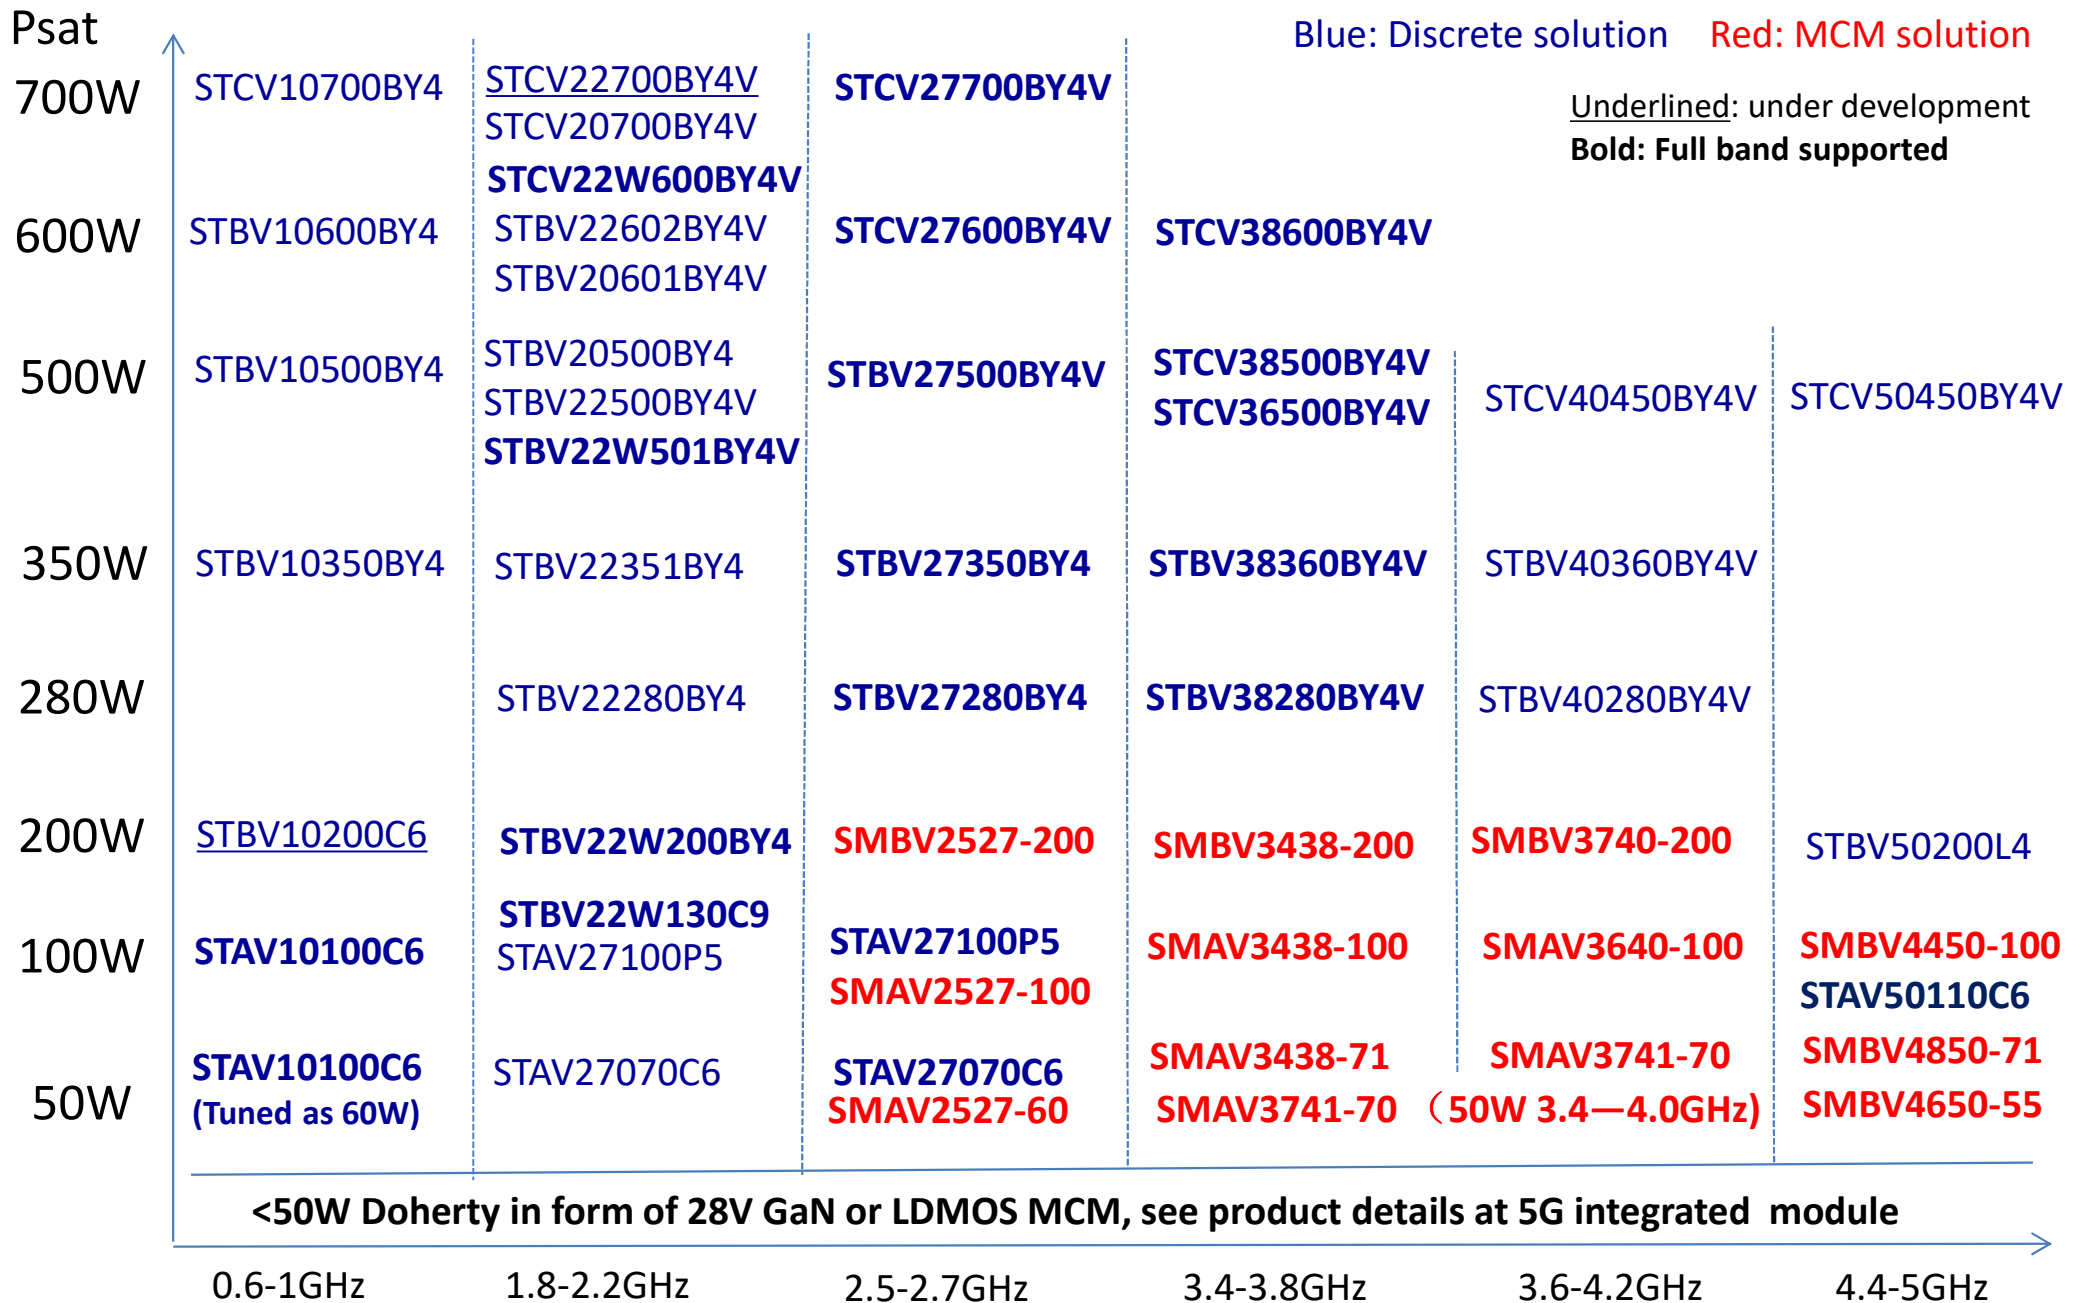 Psat
Blue: Discrete solution Red: MCM solution
Underlined: under development
Bold: Full band supported
700W
STCV10700BY4
STCV22700BY4V
STCV20700BY4V
STCV27700BY4V
STCV22W600BY4V
600W
STBV10600BY4
STBV22602BY4V
STBV20601BY4V
STCV27600BY4V
STCV38600BY4V
500W
STBV10500BY4
STBV20500BY4
STBV22500BY4V
STBV22W501BY4V
STBV27500BY4V
STCV38500BY4V
STCV36500BY4V
STCV40450BY4V
STCV50450BY4V
350W
STBV10350BY4
STBV22351BY4
STBV27350BY4
STBV38360BY4V
STBV40360BY4V
280W
STBV22280BY4
STBV27280BY4
STBV38280BY4V
STBV40280BY4V
200W
STBV10200C6
STBV22W200BY4
SMBV2527-200
SMBV3438-200
SMBV3740-200
STBV50200L4
100W
STAV10100C6
STBV22W130C9
STAV27100P5
STAV27100P5
SMAV2527-100
SMAV3438-100
SMAV3640-100
SMBV4450-100
STAV50110C6
50W
STAV10100C6
(Tuned as 60W)
STAV27070C6
STAV27070C6
SMAV2527-60
SMAV3438-71
SMAV3741-70
SMAV3741-70 （50W 3.4—4.0GHz)
SMBV4850-71
SMBV4650-55
<50W Doherty in form of 28V GaN or LDMOS MCM, see product details at 5G integrated module
0.6-1GHz
1.8-2.2GHz
2.5-2.7GHz
3.4-3.8GHz
3.6-4.2GHz
4.4-5GHz